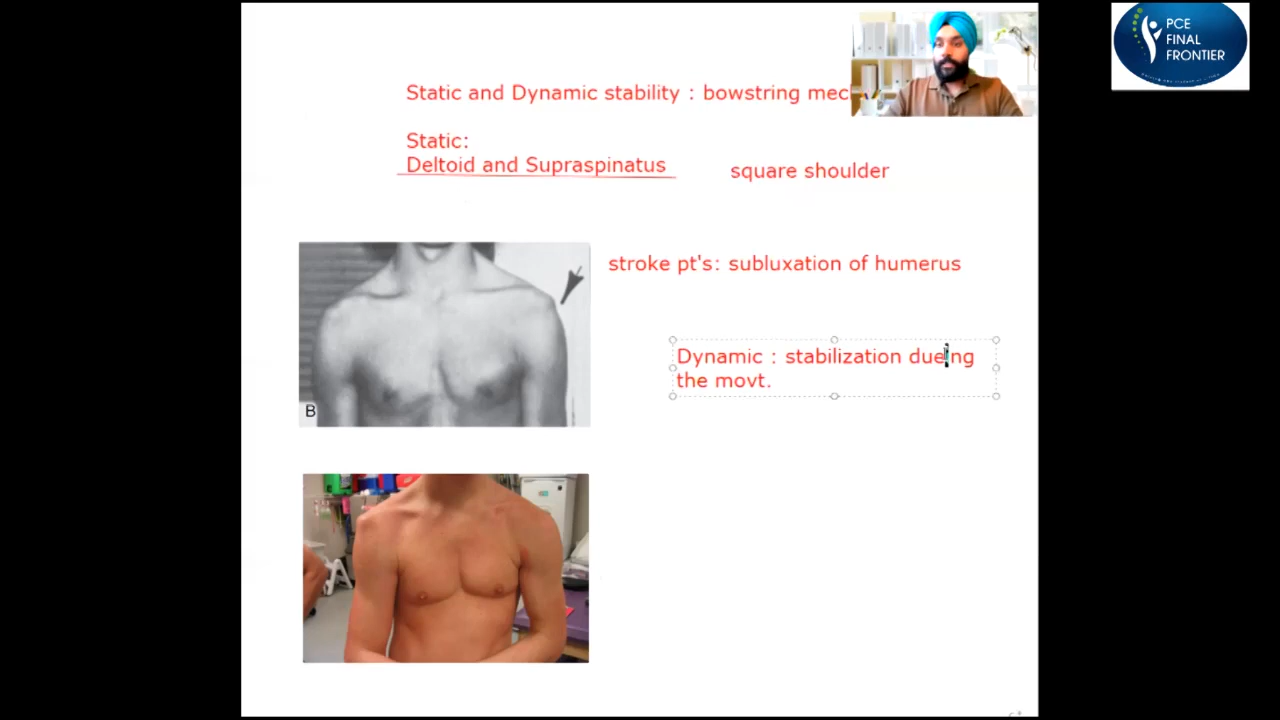 PCE
FINAL
FRONTIER
Static and Dynamic stability : bowstring mec
Static:
Deltoid and Supraspinatus
square shoulder
stroke pt's: subluxation of humerus
Dynamic : stabilization dueing
the movt.
B